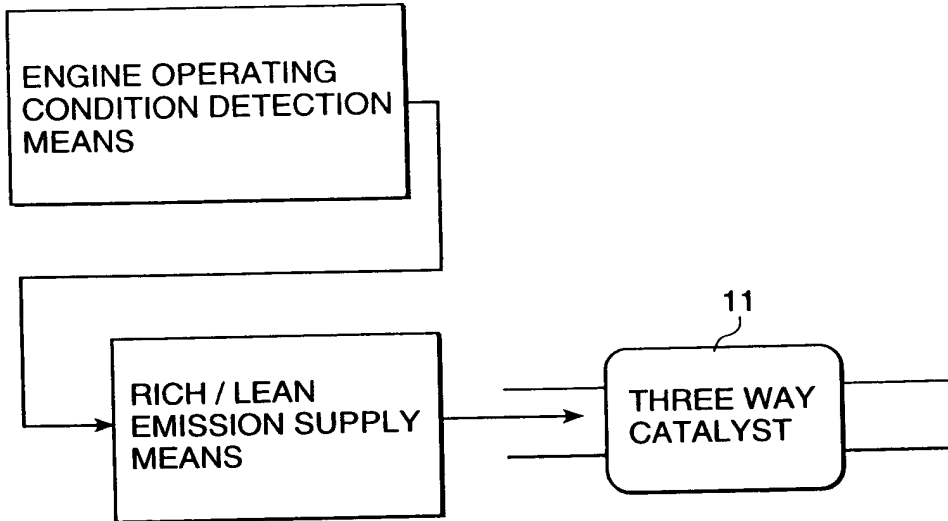 ENGINE OPERATING
CONDITION DETECTION
MEANS
11
RICH / LEAN
EMISSION SUPPLY
MEANS
THREE WAY
CATALYST